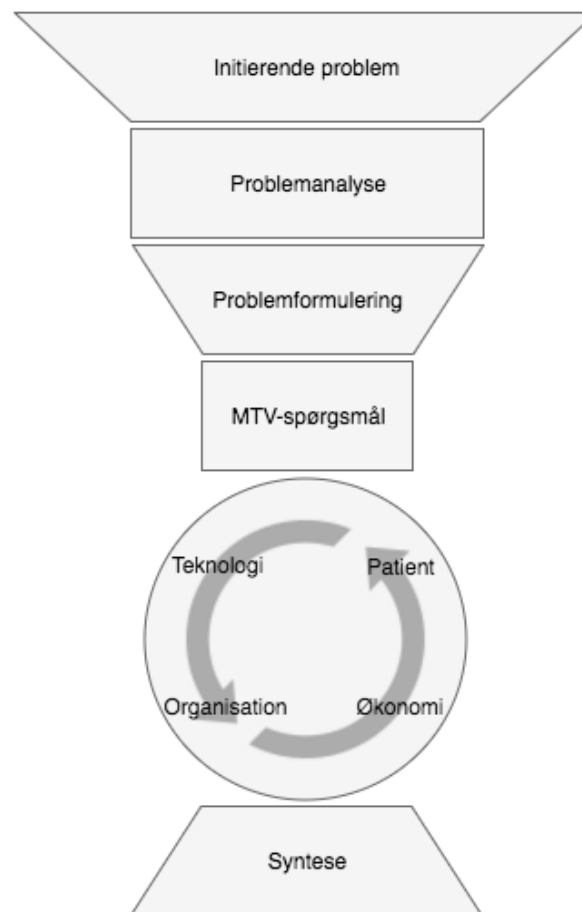 Initierende problem
Problemanalyse
Problemformulering
MTV-spørgsmål
Teknologi
Patient
Organisation
Økonomi
Syntese